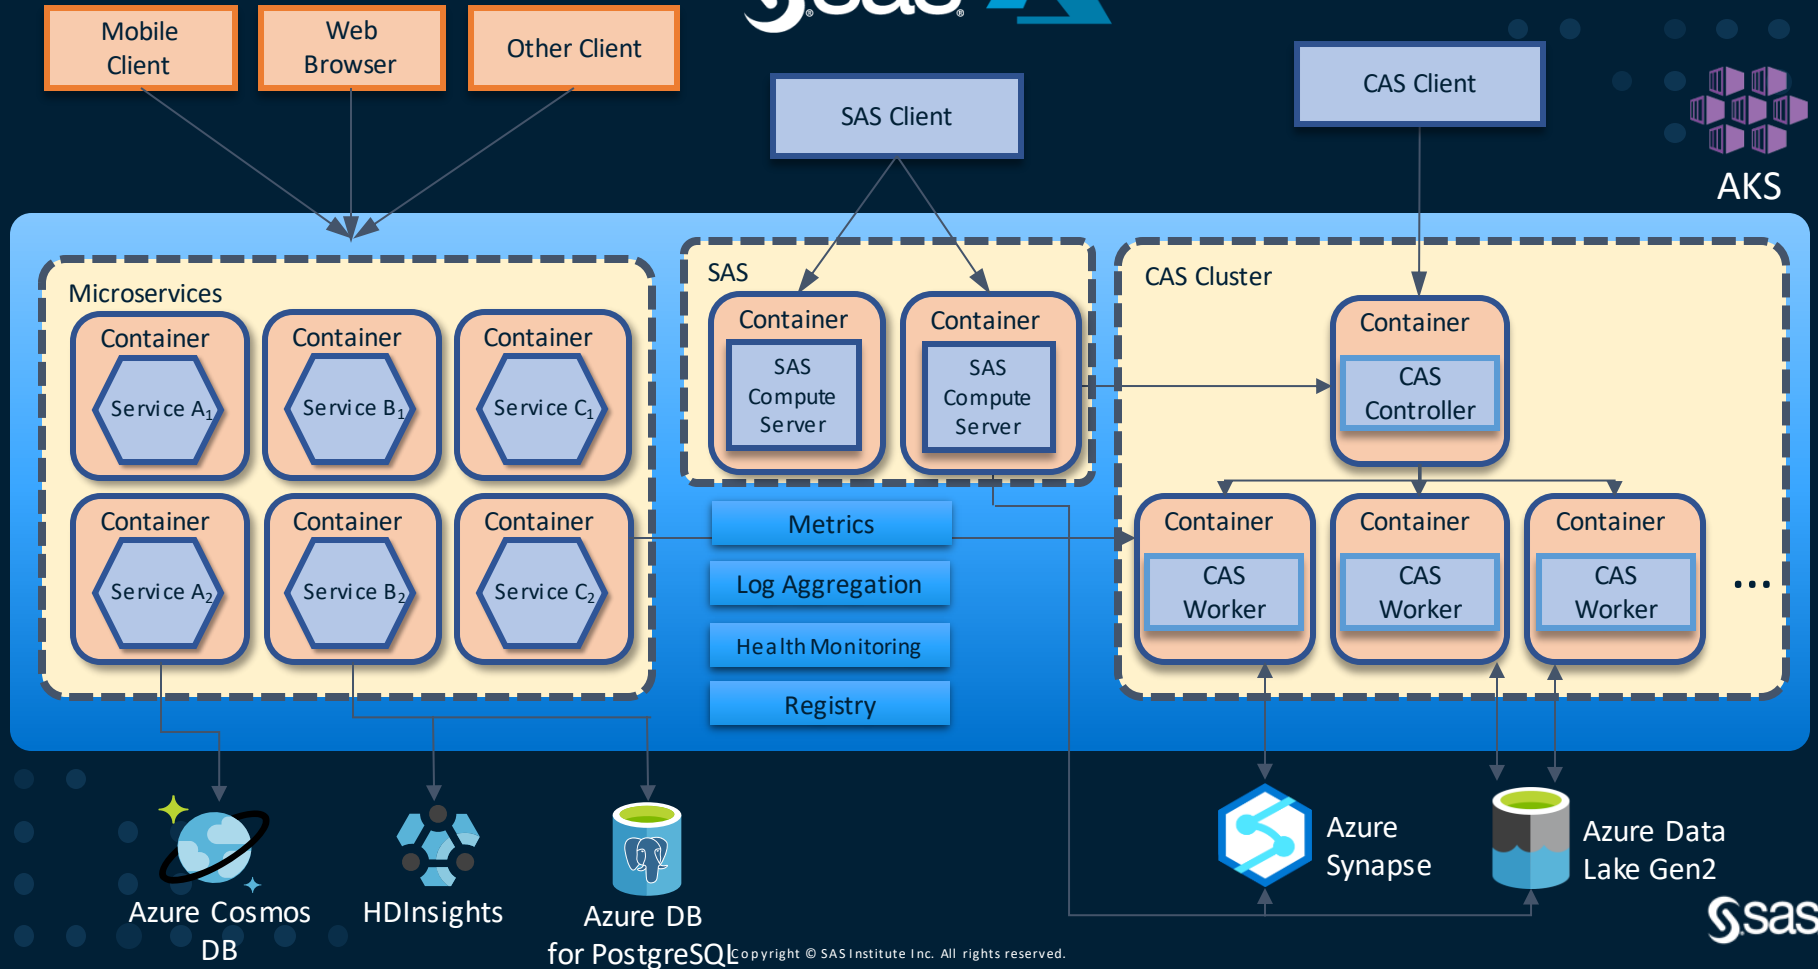 sas
Mobile
Client
Web
Browser
Other Client
SAS Client
CAS Client
AKS
Microservices
Container
Service A1
Container
Service B1
Container
Service C1
Container
Service A2
Container
Service B2
Container
Service C2
SAS
Container
SAS
Compute
Server
Container
SAS
Compute
Server
Metrics
Log Aggregation
Health Monitoring
Registry
CAS Cluster
Container
CAS
Controller
Container
CAS
Worker
Container
CAS
Worker
Container
CAS
Worker
...
Azure Cosmos
DB
HDInsights
Azure DB
for PostgreSQL
Azure
Synapse
Azure Data
Lake Gen2
Copyright © SAS Institute Inc. All rights reserved.
sas